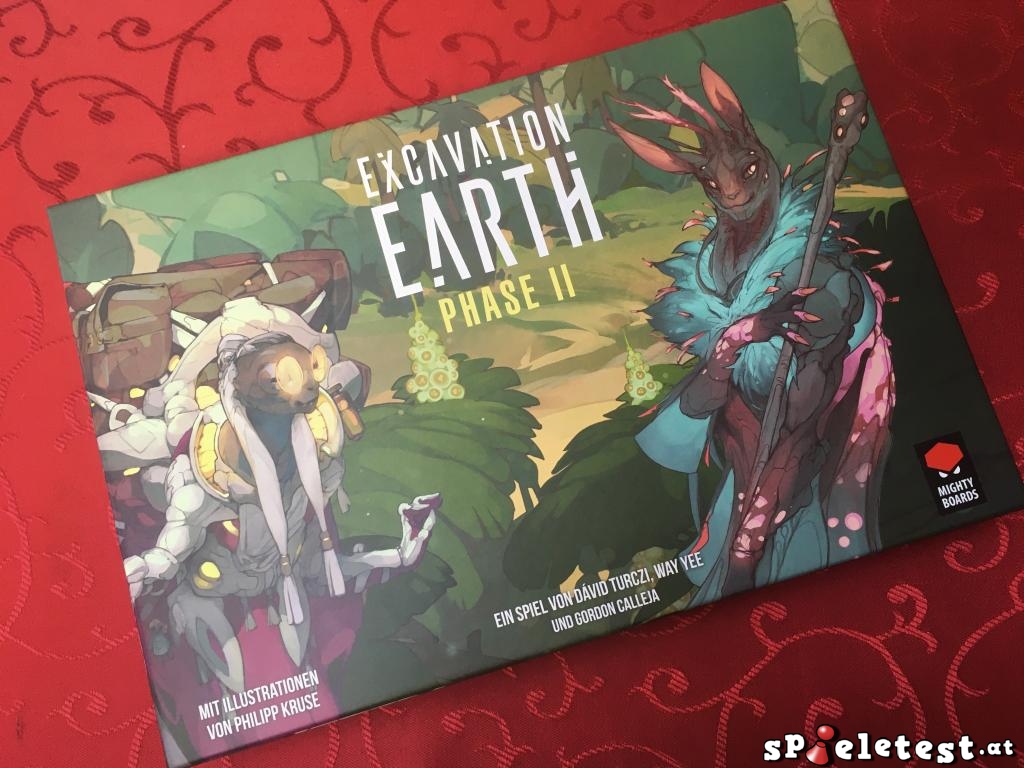 EXCAVATION
EARTH
PHASE II
MIGHTY
BOARDS
EIN SPIEL VON DÁVID TURCZI, WAY YEE
UND GORDON CALLEJA
MIT ILLUSTRATIONEN
VON PHILIPP KRUSE
spieletest.at